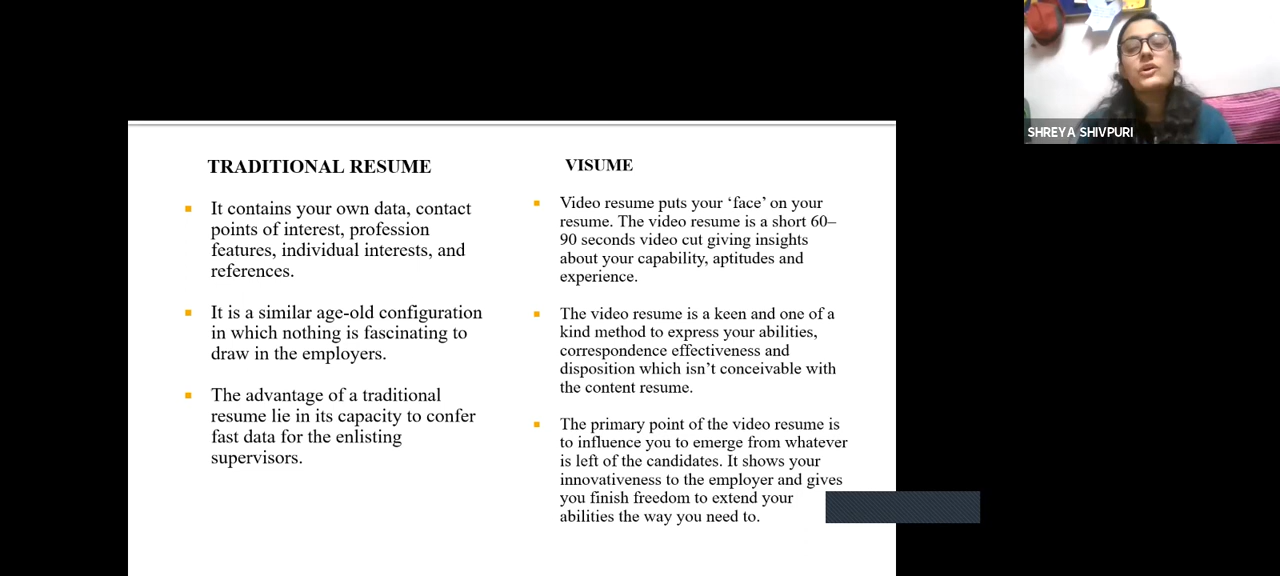 TRADITIONAL RESUME
It contains your own data, contact
points of interest, profession
features, individual interests, and
references.
It is a similar age-old configuration
in which nothing is fascinating to
draw in the employers.
The advantage of a traditional
resume lie in its capacity to confer
fast data for the enlisting
supervisors.
VISUME
Video resume puts your ‘face’ on your
resume. The video resume is a short 60–
90 seconds video cut giving insights
about your capability, aptitudes and
experience.
The video resume is a keen and one of a
kind method to express your abilities,
correspondence effectiveness and
disposition which isn’t conceivable with
the content resume.
The primary point of the video resume is
to influence you to emerge from whatever
is left of the candidates. It shows your
innovativeness to the employer and gives
you finish freedom to extend your
abilities the way you need to.
SHREYA SHIVPURI